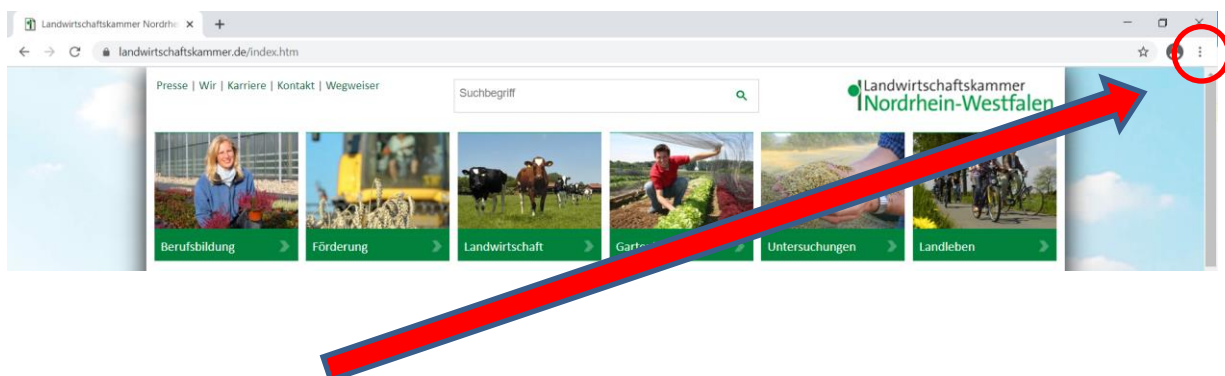 Landwirtschaftskammer Nordrhe
landwirtschaftskammer.de/index.htm
Presse | Wir | Karriere | Kontakt | Wegweiser
Suchbegriff
Landwirtschaftskammer
Nordrhein-Westfalen
Berufsbildung
Förderung
Landwirtschaft
Untersuchungen
Landleben